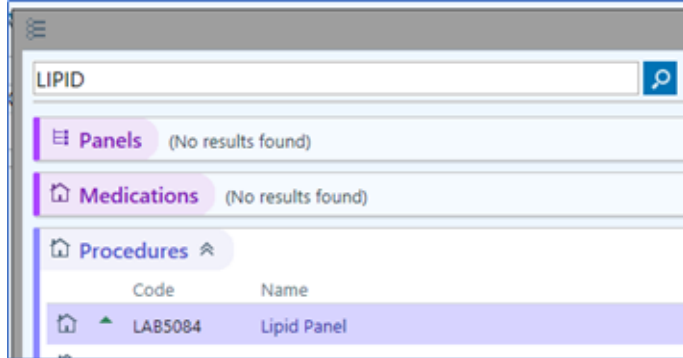 LIPID
Panels (No results found)
Medications (No results found)
Procedures
Code Name
LAB5084 Lipid Panel